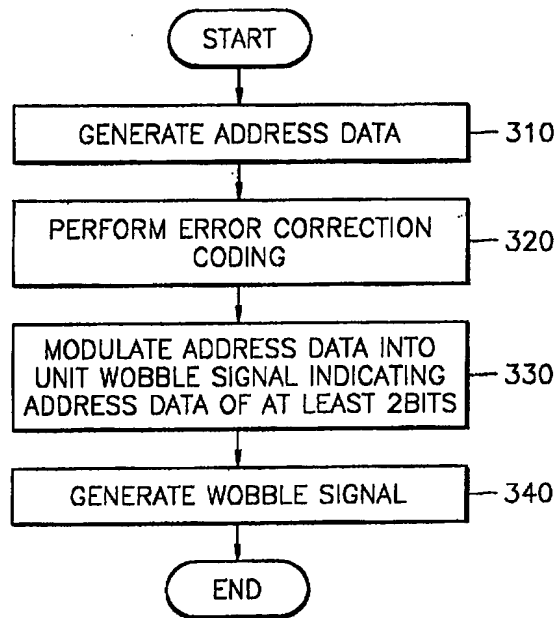 START
GENERATE ADDRESS DATA
310
PERFORM ERROR CORRECTION
CODING
320
MODULATE ADDRESS DATA INTO
UNIT WOBBLE SIGNAL INDICATING
ADDRESS DATA OF AT LEAST 2BITS
330
GENERATE WOBBLE SIGNAL
340
END